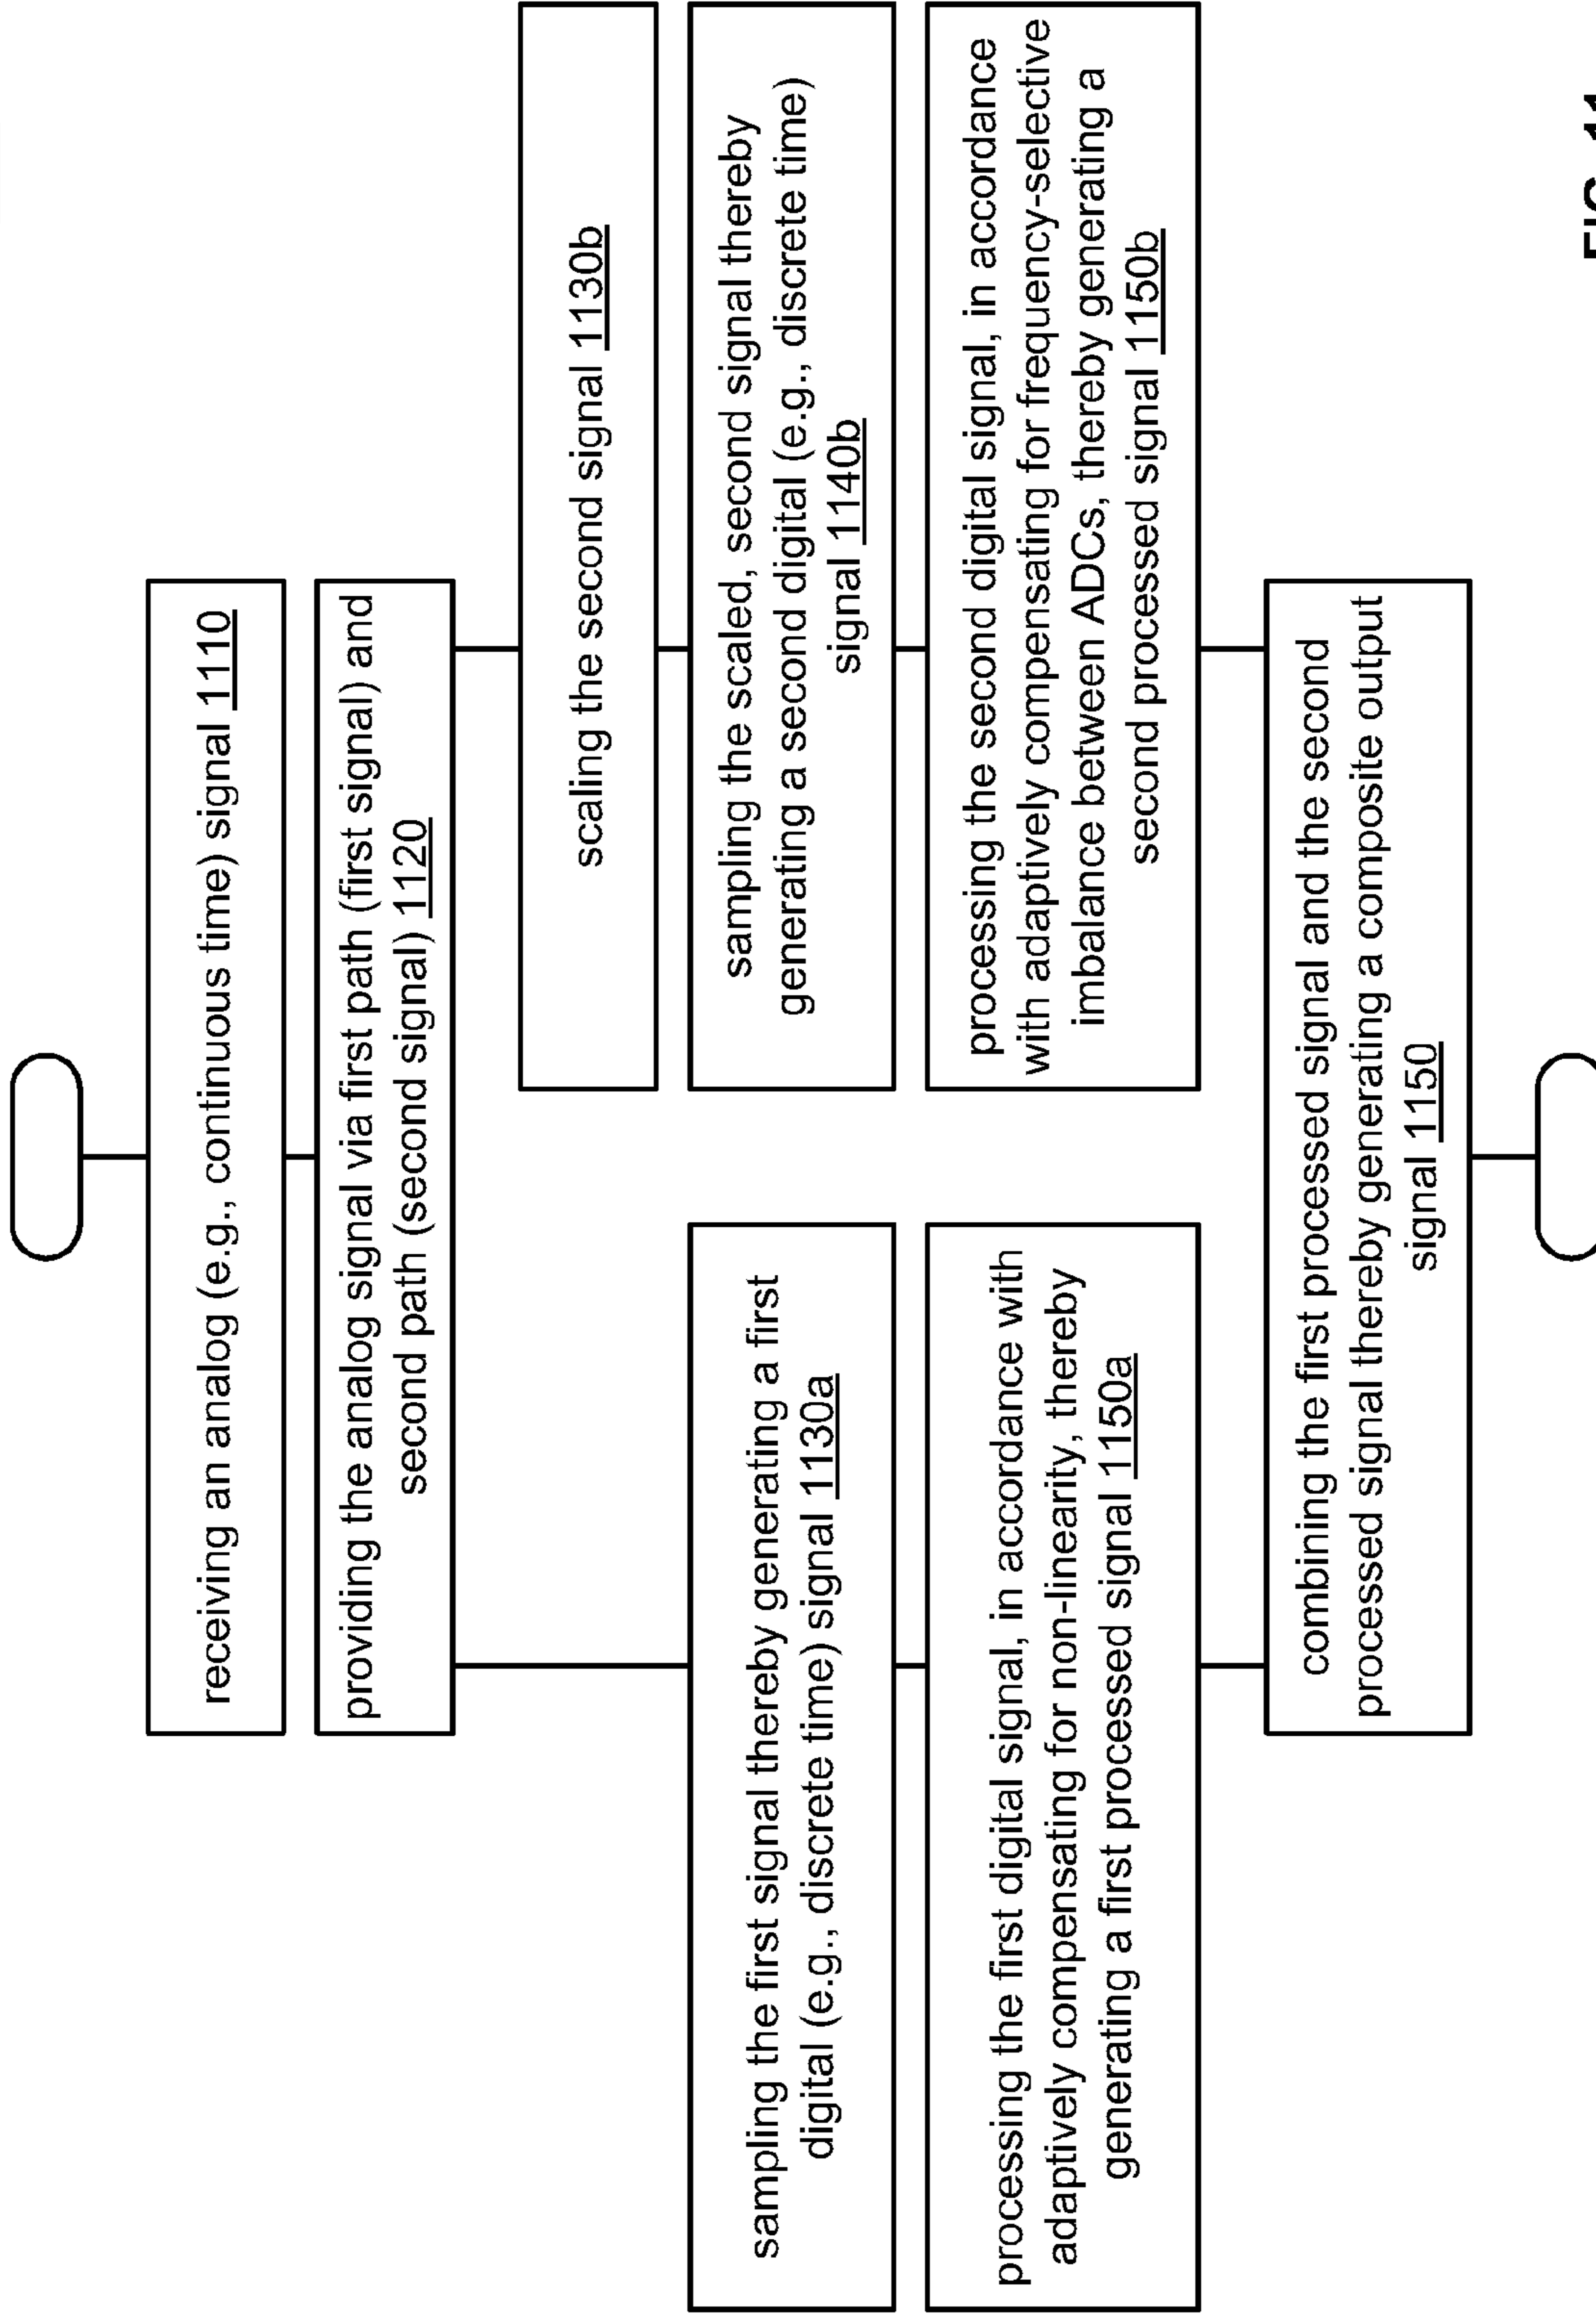 receiving an analog (e.g., continuous time) signal 1110
providing the analog signal via first path (first signal) and
second path (second signal) 1120
scaling the second signal 1130b
sampling the first signal thereby generating a first
digital (e.g., discrete time) signal 1130a
sampling the scaled, second signal thereby
generating a second digital (e.g., discrete time)
signal 1140b
processing the first digital signal, in accordance with
adaptively compensating for non-linearity, thereby
generating a first processed signal 1150a
processing the second digital signal, in accordance
with adaptively compensating for frequency-selective
imbalance between ADCs, thereby generating a
second processed signal 1150b
combining the first processed signal and the second
processed signal thereby generating a composite output
signal 1150